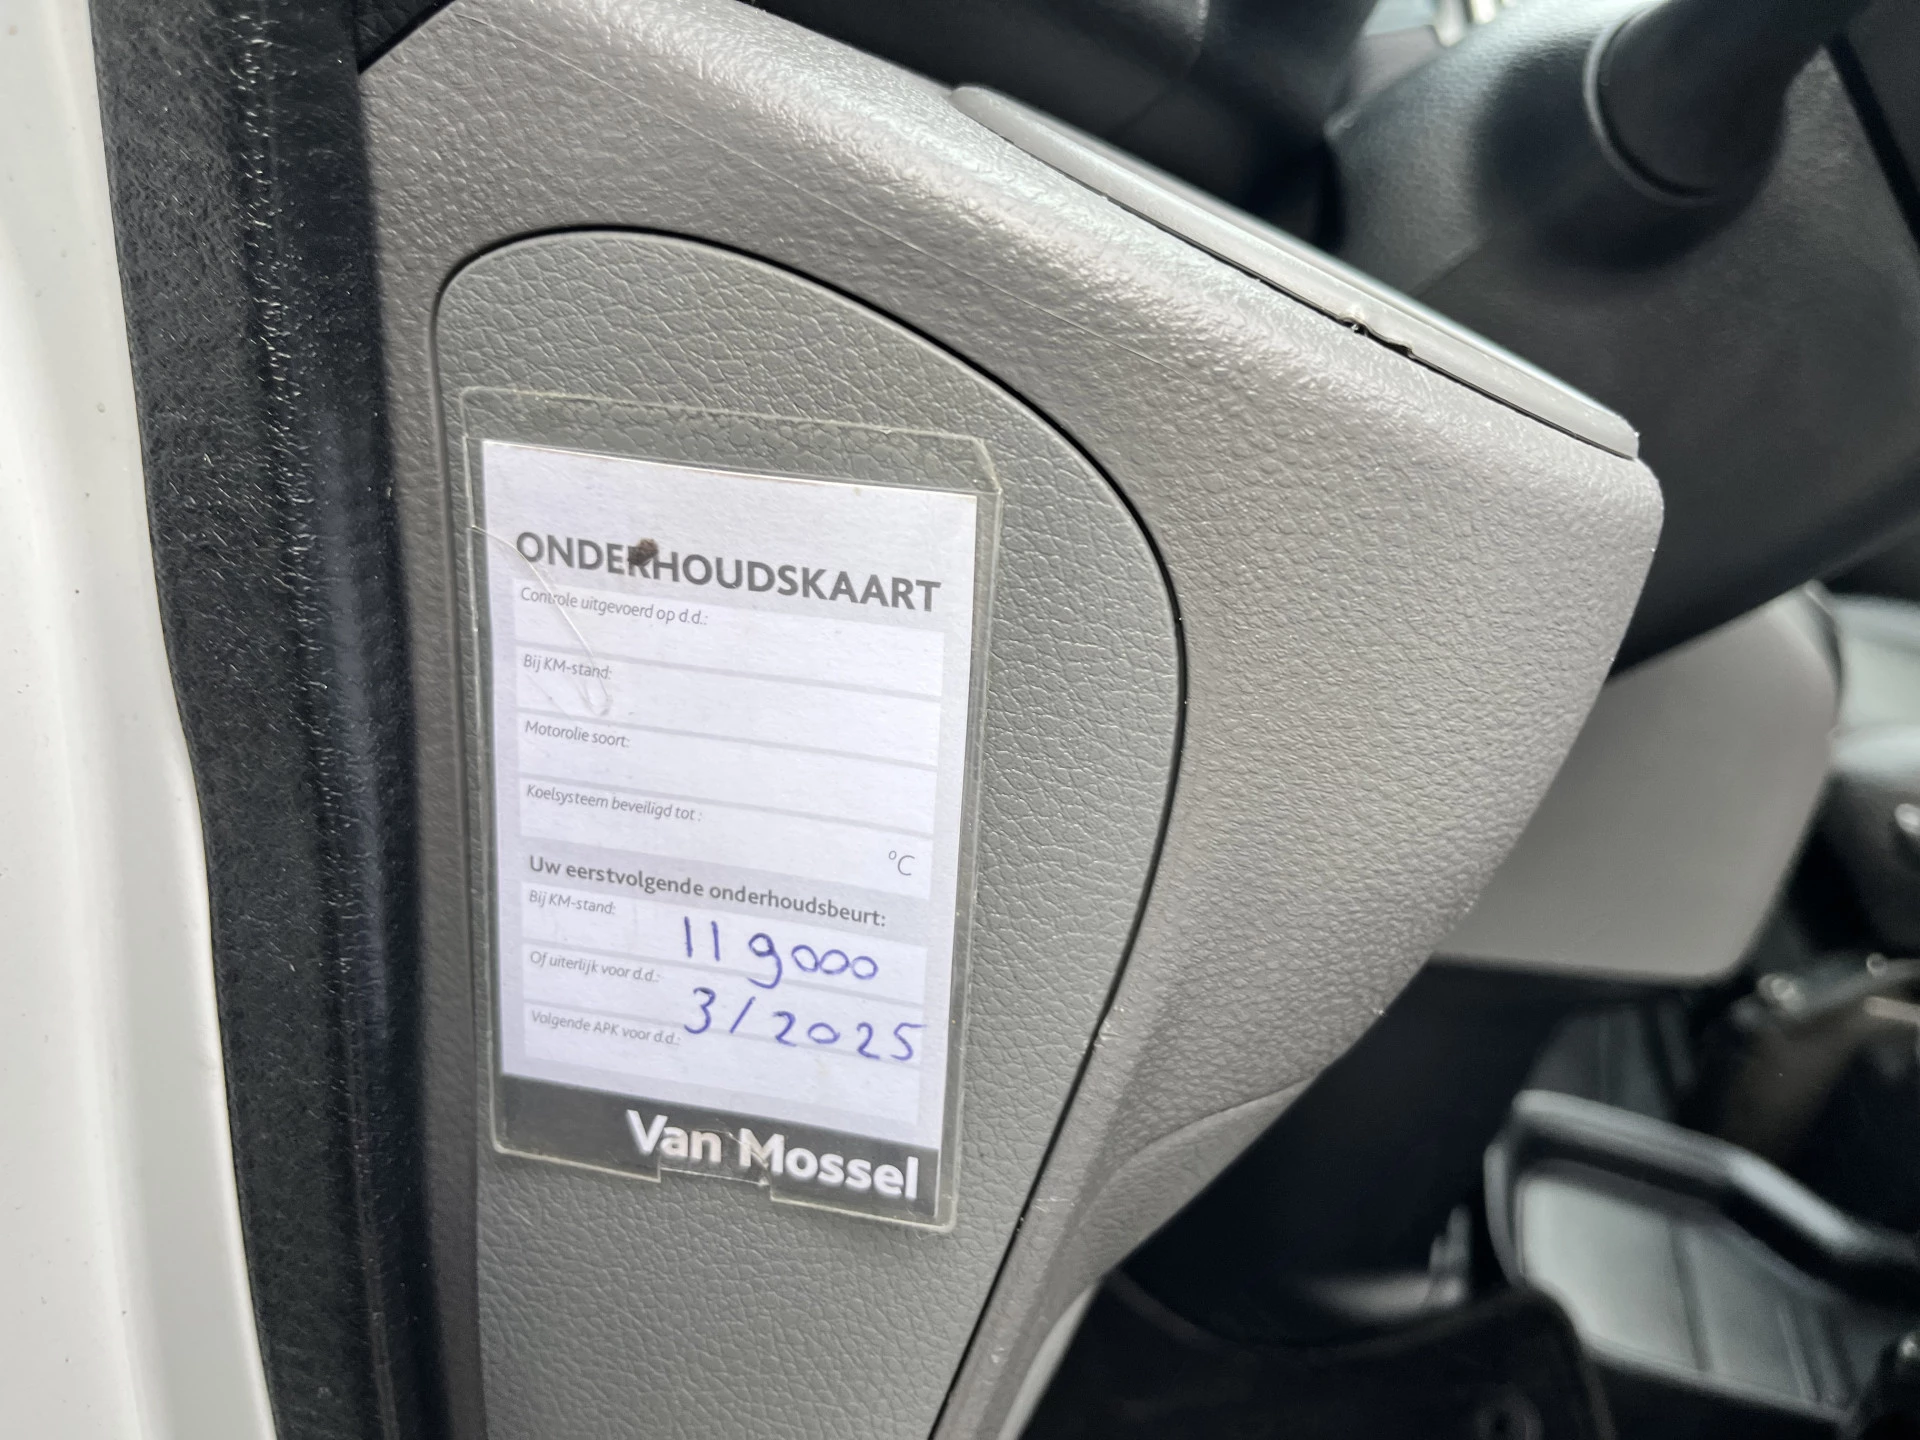 ONDERHOUDSKAART
Controle uitgevoerd op d.d.:
Bij KM-stand:
Motorolie soort:
Koelsysteem beveiligd tot :
°C
Uw eerstvolgende onderhoudsbeurt:
Bij KM-stand: 119000
Of uiterlijk voor d.d.: 3/2025
Volgende APK voor d.d.:
Van Mossel